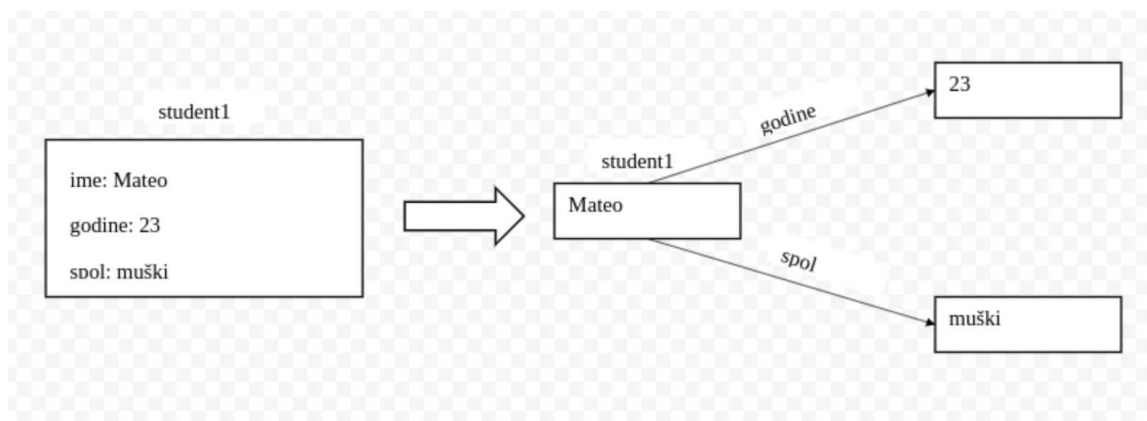 student1
ime: Mateo
godine: 23
spol: muški
student1
Mateo
godine
23
spol
muški